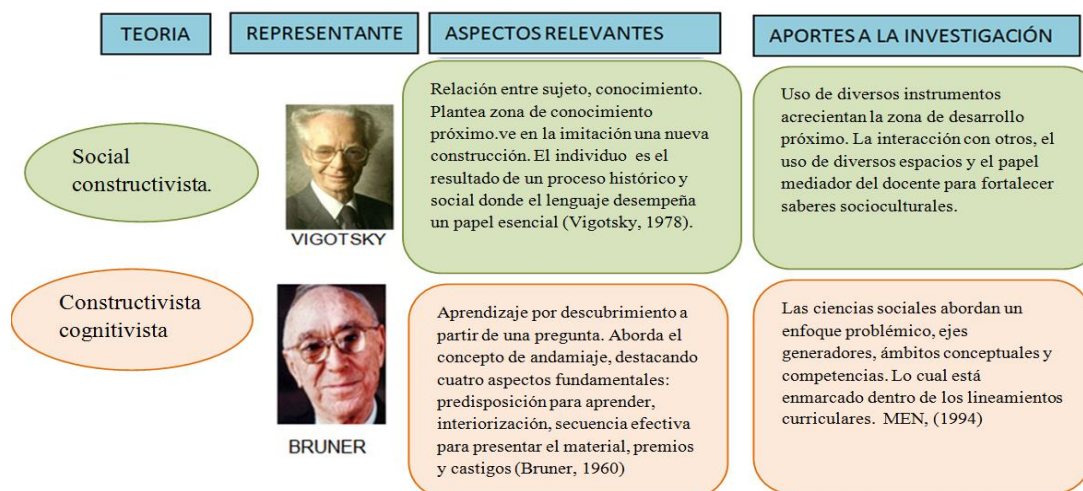 TEORIA
REPRESENTANTE
ASPECTOS RELEVANTES
APORTES A LA INVESTIGACIÓN
Social
constructivista.
VIGOTSKY
Relación entre sujeto, conocimiento.
Plantea zona de conocimiento
próximo.ve en la imitación una nueva
construcción. El individuo es el
resultado de un proceso histórico y
social donde el lenguaje desempeña
un papel esencial (Vigotsky, 1978).
Uso de diversos instrumentos
acrecientan la zona de desarrollo
próximo. La interacción con otros, el
uso de diversos espacios y el papel
mediador del docente para fortalecer
saberes socioculturales.
Constructivista
cognitivista
BRUNER
Aprendizaje por descubrimiento a
partir de una pregunta. Aborda el
concepto de andamiaje, destacando
cuatro aspectos fundamentales:
predisposición para aprender,
interiorización, secuencia efectiva
para presentar el material, premios
y castigos (Bruner, 1960)
Las ciencias sociales abordan un
enfoque problémico, ejes
generadores, ámbitos conceptuales y
competencias. Lo cual está
enmarcado dentro de los lineamientos
curriculares. MEN, (1994)